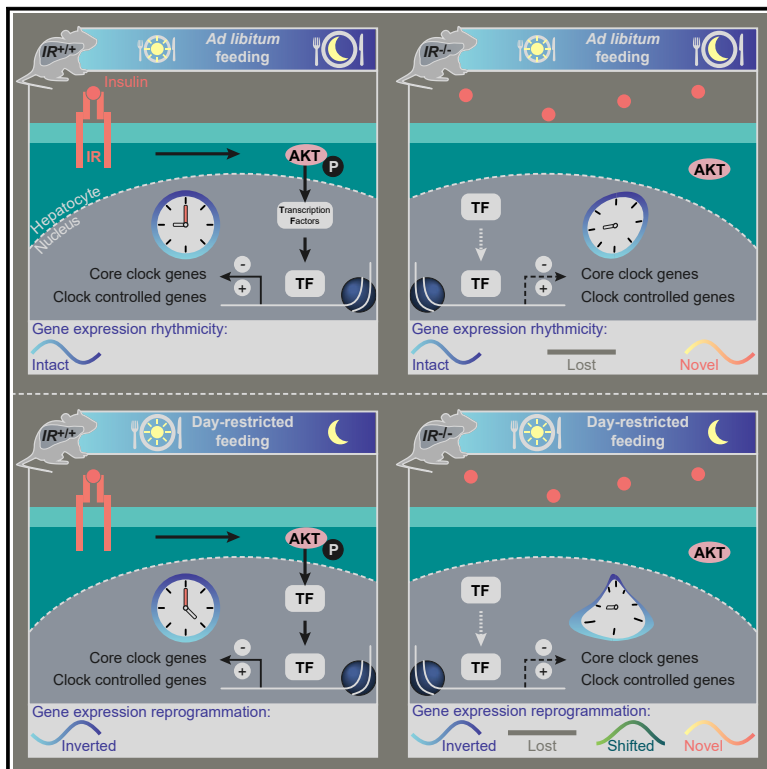 IR+/+
Ad libitum
feeding
Insulin
IR
AKT
P
Hepatocyte
Nucleus
Transcription
Factors
-
Core clock genes
+
TF
Clock controlled genes
Gene expression rhythmicity:
Intact
IR-/-
Ad libitum
feeding
AKT
TF
-
TF
+
Core clock genes
Clock controlled genes
Gene expression rhythmicity:
Intact
Lost
Novel
IR+/+
Day-restricted
feeding
AKT
P
TF
-
Core clock genes
+
TF
Clock controlled genes
Gene expression reprogrammation:
Inverted
IR-/-
Day-restricted
feeding
AKT
TF
-
TF
+
Core clock genes
Clock controlled genes
Gene expression reprogrammation:
Inverted
Lost
Shifted
Novel